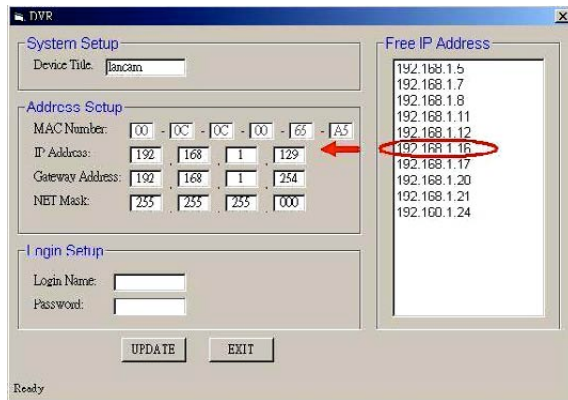 DVR
System Setup
Device Title. lancam
Address Setup
MAC Number: 00 - 0C - 0C - 00 - 65 - A5
IP Address: 192 . 168 . 1 . 129
Gateway Address: 192 . 168 . 1 . 254
NET Mask: 255 . 255 . 255 . 000
Login Setup
Login Name:
Password:
UPDATE EXIT
Ready
Free IP Address
192.168.1.5
192.168.1.7
192.168.1.8
192.168.1.11
192.168.1.12
192.168.1.16
192.168.1.17
192.168.1.20
192.168.1.21
192.168.1.24